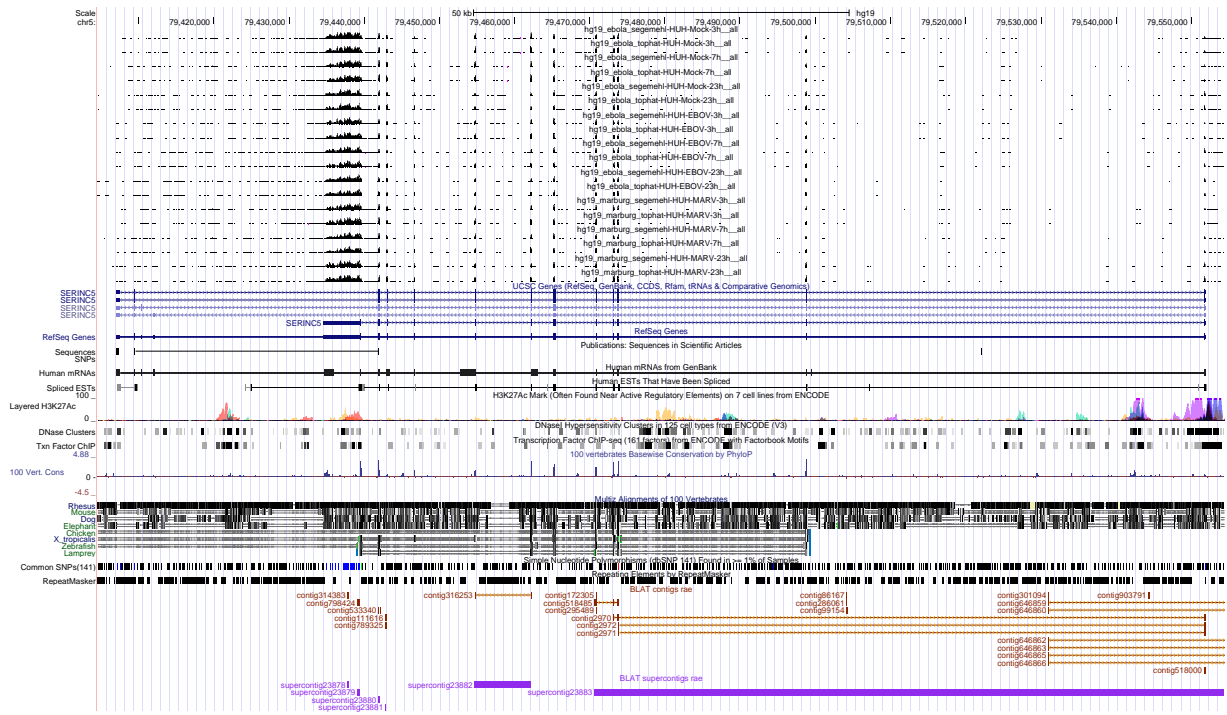 Scale 50 kb hg19
chr5: 79,420,000 79,430,000 79,440,000 79,450,000 79,460,000 79,470,000 79,480,000 79,490,000 79,500,000 79,510,000 79,520,000 79,530,000 79,540,000 79,550,000
hg19_ebola_segemehl-HUH-Mock-3h__all
hg19_ebola_tophat-HUH-Mock-3h__all
hg19_ebola_segemehl-HUH-Mock-7h__all
hg19_ebola_tophat-HUH-Mock-7h__all
hg19_ebola_segemehl-HUH-Mock-23h__all
hg19_ebola_tophat-HUH-Mock-23h__all
hg19_ebola_segemehl-HUH-EBOV-3h__all
hg19_ebola_tophat-HUH-EBOV-3h__all
hg19_ebola_segemehl-HUH-EBOV-7h__all
hg19_ebola_tophat-HUH-EBOV-7h__all
hg19_ebola_segemehl-HUH-EBOV-23h__all
hg19_ebola_tophat-HUH-EBOV-23h__all
hg19_marburg_segemehl-HUH-MARV-3h__all
hg19_marburg_tophat-HUH-MARV-3h__all
hg19_marburg_segemehl-HUH-MARV-7h__all
hg19_marburg_tophat-HUH-MARV-7h__all
hg19_marburg_segemehl-HUH-MARV-23h__all
hg19_marburg_tophat-HUH-MARV-23h__all
UCSC Genes (RefSeq, GenBank, CCDS, Rfam, tRNAs & Comparative Genomics)
SERINC5
SERINC5
SERINC5
SERINC5
SERINC5
RefSeq Genes
RefSeq Genes
Publications: Sequences in Scientific Articles
Sequences
SNPs
Human mRNAs from GenBank
Human mRNAs
Human ESTs That Have Been Spliced
Spliced ESTs
H3K27Ac Mark (Often Found Near Active Regulatory Elements) on 7 cell lines from ENCODE
100
Layered H3K27Ac
0
DNaseI Hypersensitivity Clusters in 125 cell types from ENCODE (V3)
DNase Clusters
Transcription Factor ChIP-seq (161 factors) from ENCODE with Factorbook Motifs
Txn Factor ChIP
100 vertebrates Basewise Conservation by PhyloP
4.88
100 Vert. Cons
0
-4.5
Multiz Alignments of 100 Vertebrates
Rhesus
Mouse
Dog
Elephant
Chicken
X_tropicalis
Zebrafish
Lamprey
Simple Nucleotide Polymorphisms (dbSNP 141) Found in >= 1% of Samples
Common SNPs(141)
Repeating Elements by RepeatMasker
RepeatMasker
BLAT contigs rae
contig314383 contig316253 contig172305 contig86167 contig301094 contig903791
contig798424 contig518485 contig286061 contig646859
contig533340 contig295489 contig99154 contig646860
contig111616 contig2970
contig789325 contig2972
contig2971
contig646862
contig646863
contig646865
contig646866
contig518000
BLAT supercontigs rae
supercontig23878 supercontig23882
supercontig23879 supercontig23883
supercontig23880
supercontig23881